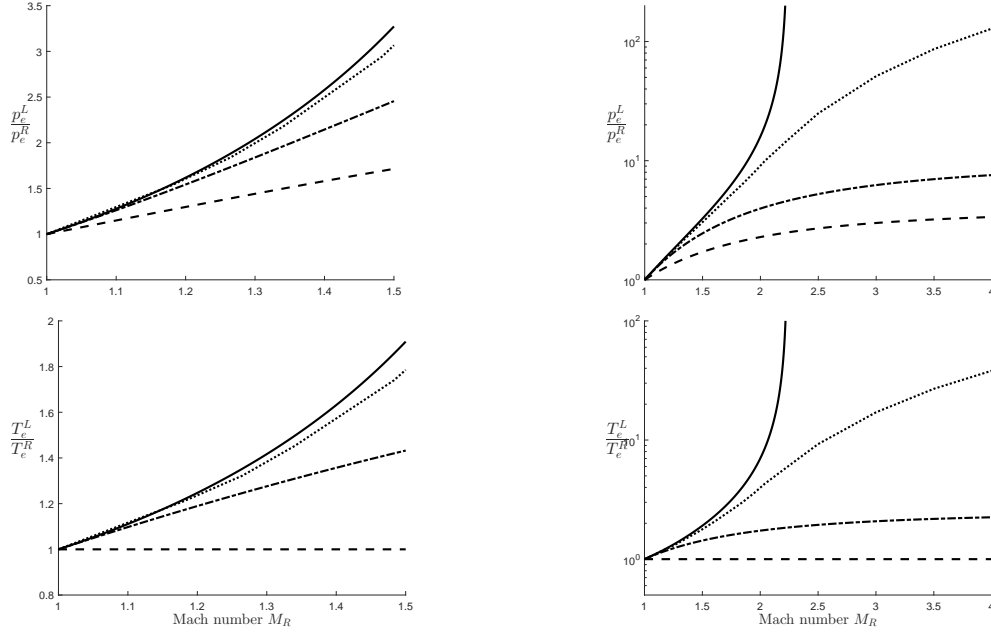 3.5
3
2.5
2
1.5
1
0.5
p_e^L
p_e^R
1 1.1 1.2 1.3 1.4 1.5
10^2
10^1
10^0
p_e^L
p_e^R
1 1.5 2 2.5 3 3.5 4
2
1.8
1.6
1.4
1.2
1
0.8
T_e^L
T_e^R
1 1.1 1.2 1.3 1.4 1.5
Mach number M_R
10^2
10^1
10^0
T_e^L
T_e^R
1 1.5 2 2.5 3 3.5 4
Mach number M_R